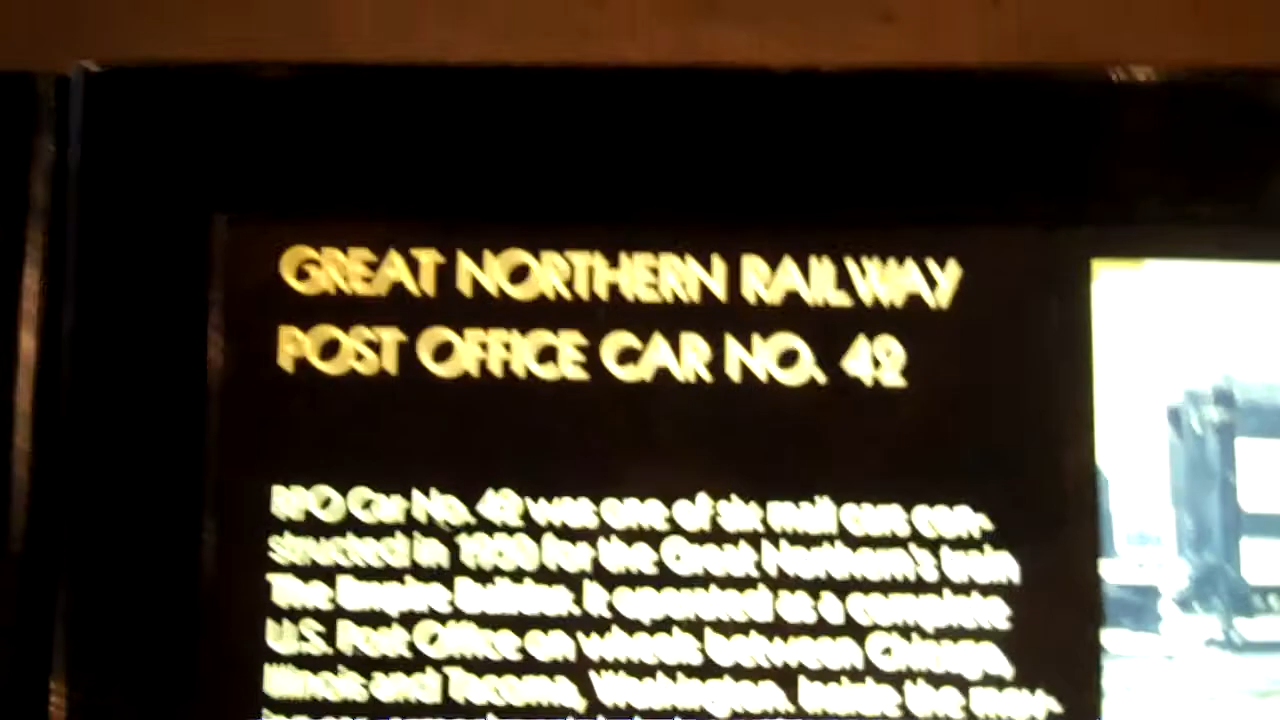 GREAT NORTHERN RAILWAY
POST OFFICE CAR NO. 42
RPO Car No. 42 was one of six mail cars con-
structed in 1950 for the Great Northern's train
The Empire Builder. It operated as a complete
U.S. Post Office on wheels between Chicago,
Illinois and Tacoma, Washington. Inside the mov-